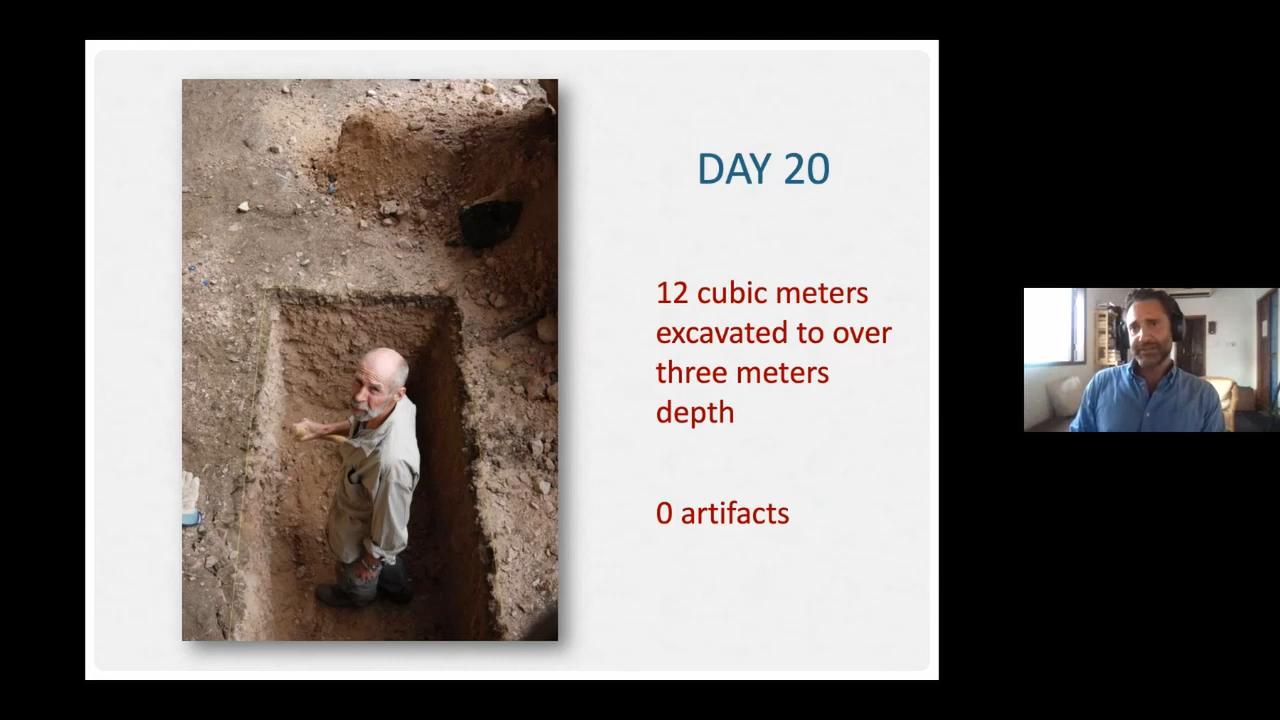 DAY 20
12 cubic meters
excavated to over
three meters
depth
0 artifacts